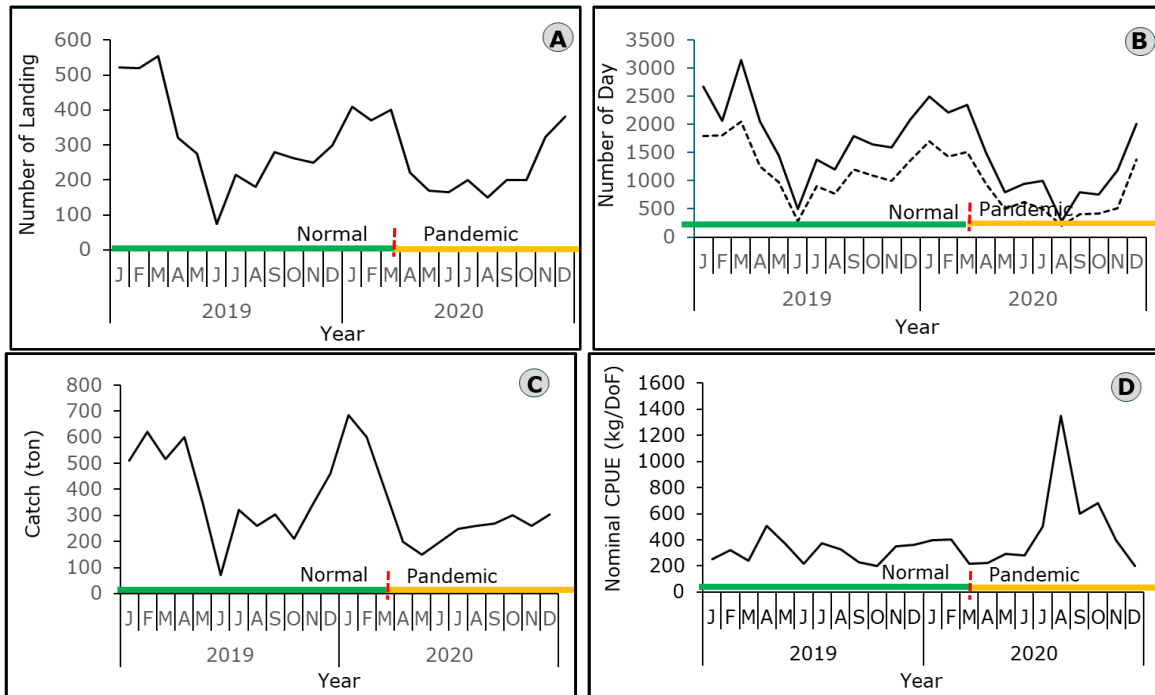 A
Number of Landing
600
500
400
300
200
100
0
Normal
Pandemic
J F M A M J J A S O N D J F M A M J J A S O N D
2019 2020
Year
B
Number of Day
3500
3000
2500
2000
1500
1000
500
0
Normal
Pandemic
J F M A M J J A S O N D J F M A M J J A S O N D
2019 2020
Year
C
Catch (ton)
800
700
600
500
400
300
200
100
0
Normal
Pandemic
J F M A M J J A S O N D J F M A M J J A S O N D
2019 2020
Year
D
Nominal CPUE (kg/DoF)
1600
1400
1200
1000
800
600
400
200
0
Normal
Pandemic
J F M A M J J A S O N D J F M A M J J A S O N D
2019 2020
Year